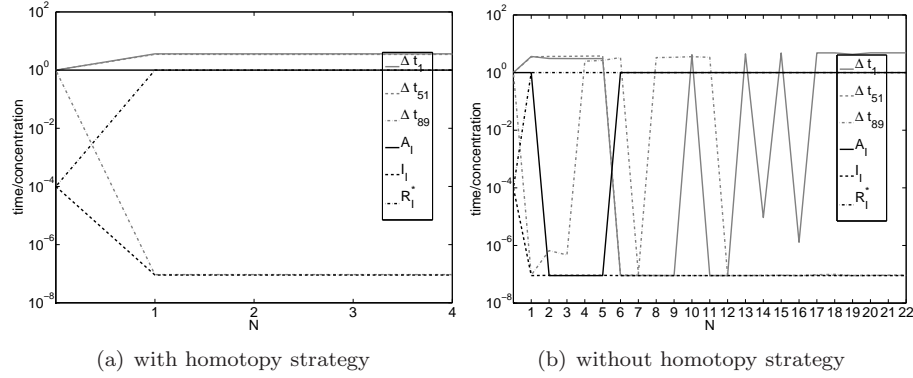 10^2
10^0
10^-2
10^-4
10^-6
10^-8
time/concentration
0
1
2
3
4
N
Δ t_1
Δ t_51
Δ t_89
A_I
I_I
R_I^*
(a) with homotopy strategy
10^2
10^0
10^-2
10^-4
10^-6
10^-8
time/concentration
1 2 3 4 5 6 7 8 9 10 11 12 13 14 15 16 17 18 19 20 21 22
N
Δ t_1
Δ t_51
Δ t_89
A_I
I_I
R_I^*
(b) without homotopy strategy